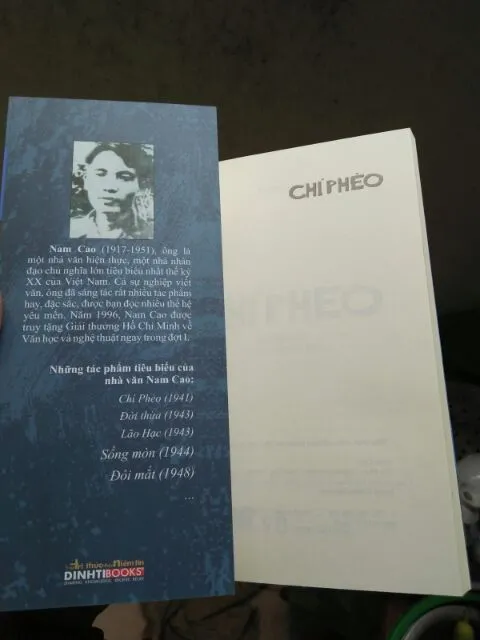 Nam Cao (1917-1951), ông là
một nhà văn hiện thực, một nhà nhân
đạo chủ nghĩa lớn tiêu biểu nhất thế kỷ
XX của Việt Nam. Cả sự nghiệp viết
văn, ông đã sáng tác rất nhiều tác phẩm
hay, đặc sắc, được bạn đọc nhiều thế hệ
yêu mến. Năm 1996, Nam Cao được
truy tặng Giải thưởng Hồ Chí Minh về
Văn học và nghệ thuật ngay trong đợt I.
Những tác phẩm tiêu biểu của
nhà văn Nam Cao:
Chí Phèo (1941)
Đời thừa (1943)
Lão Hạc (1943)
Sống mòn (1944)
Đôi mắt (1948)
...
DINHTIBOOKS
CHÍ PHÈO